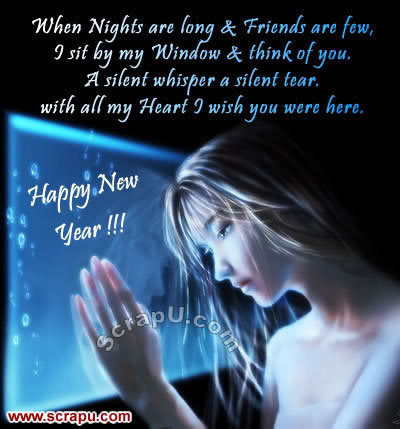 When Nights are long & Friends are few,
I sit by my Window & think of you.
A silent whisper a silent tear.
with all my Heart I wish you were here.
Happy New
Year !!!
ScrapU.com
www.scrapu.com